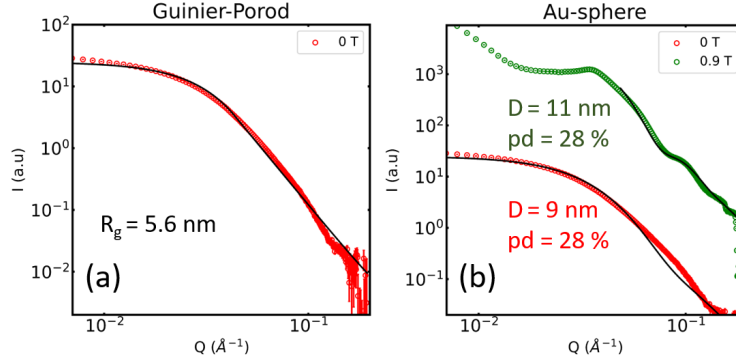 Guinier-Porod
0 T
I (a.u)
10³
10²
10¹
10⁰
10⁻¹
10⁻²
R_g = 5.6 nm
(a)
10⁻²
10⁻¹
Q (Å⁻¹)
Au-sphere
0 T
0.9 T
I (a.u)
10³
10²
10¹
10⁰
10⁻¹
D = 11 nm
pd = 28 %
D = 9 nm
pd = 28 %
(b)
10⁻²
10⁻¹
Q (Å⁻¹)